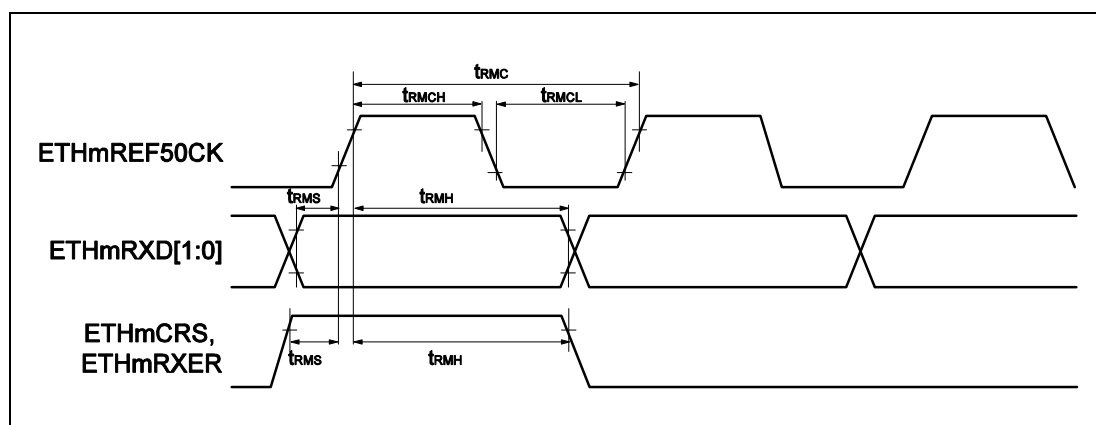 tRMC
tRMCH
tRMCL
ETHmREF50CK
tRMS
tRMH
ETHmRXD[1:0]
ETHmCRS,
ETHmRXER
tRMS
tRMH